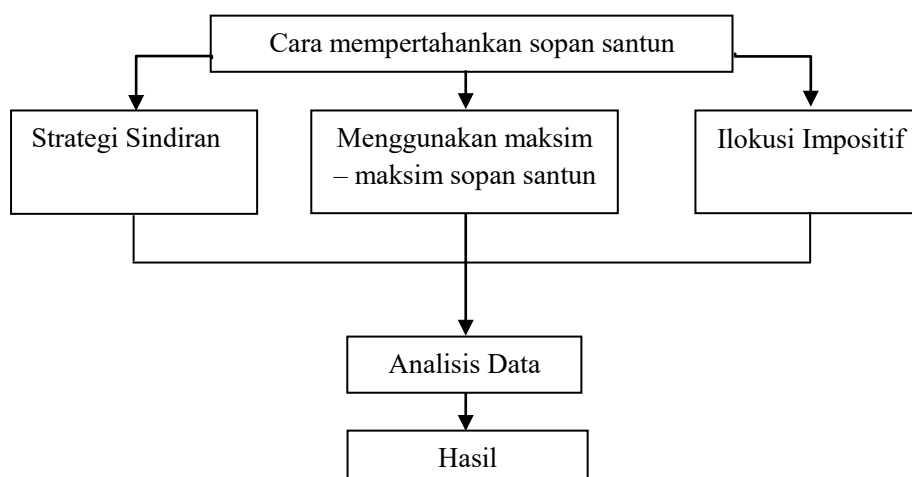 Cara mempertahankan sopan santun
Strategi Sindiran
Menggunakan maksim
– maksim sopan santun
Ilokusi Impositif
Analisis Data
Hasil